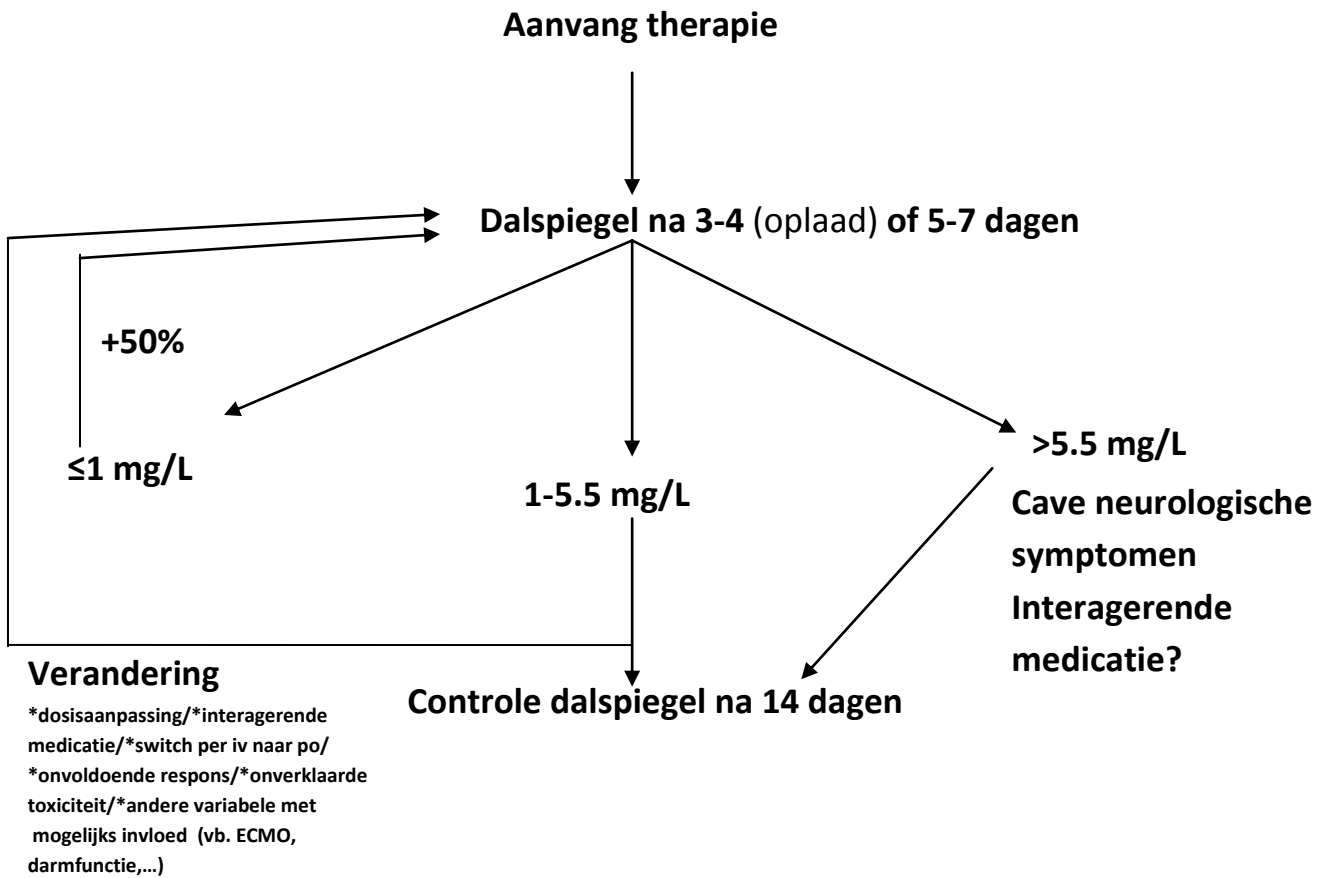 Aanvang therapie
Dalspiegel na 3-4 (oplaad) of 5-7 dagen
+50%
≤1 mg/L
1-5.5 mg/L
>5.5 mg/L
Cave neurologische
symptomen
Interagerende
medicatie?
Verandering
*dosisaanpassing/*interagerende
medicatie/*switch per iv naar po/
*onvoldoende respons/*onverklaarde
toxiciteit/*andere variabele met
mogelijks invloed (vb. ECMO,
darmfunctie,...)
Controle dalspiegel na 14 dagen